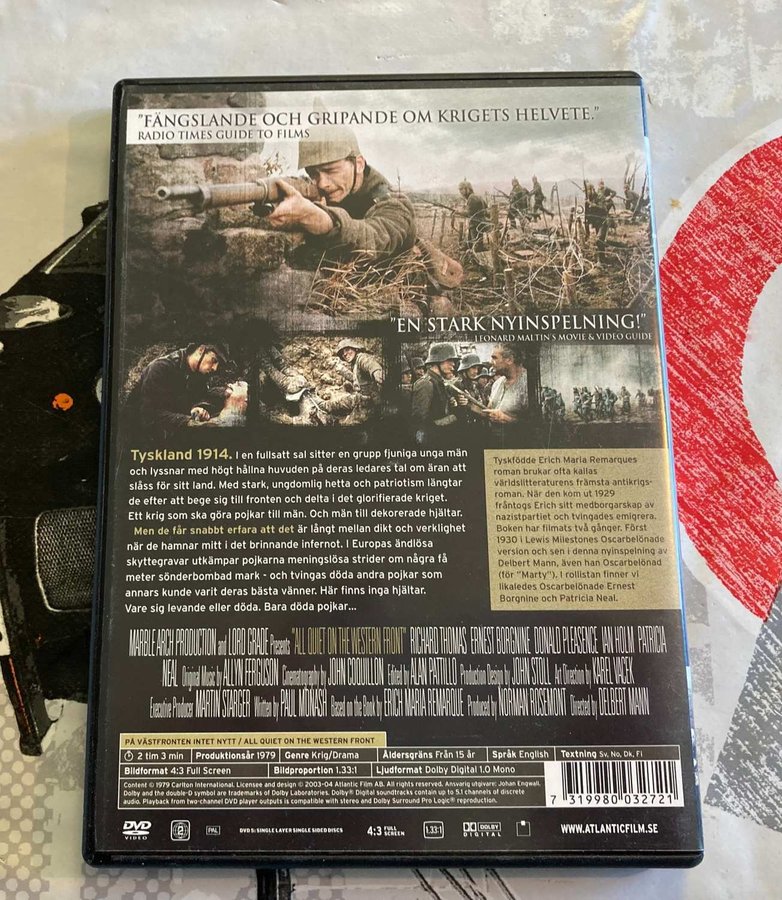 "FÄNGSLANDE OCH GRIPANDE OM KRIGETS HELVETE."
RADIO TIMES GUIDE TO FILMS
"EN STARK NYINSPELNING!"
LEONARD MALTIN'S MOVIE & VIDEO GUIDE
Tyskland 1914. I en fullsatt sal sitter en grupp fjuniga unga män
och lyssnar med högt hållna huvuden på deras ledares tal om äran att
slåss för sitt land. Med stark, ungdomlig hetta och patriotism längtar
de efter att bege sig till fronten och delta i det glorifierade kriget.
Ett krig som ska göra pojkar till män. Och män till dekorerade hjältar.
Men de får snabbt erfara att det är långt mellan dikt och verklighet
när de hamnar mitt i det brinnande infernot. I Europas ändlösa
skyttegravar utkämpar pojkarna meningslösa strider om några få
meter sönderbombad mark - och tvingas döda andra pojkar som
annars kunde varit deras bästa vänner. Här finns inga hjältar.
Vare sig levande eller döda. Bara döda pojkar...
Tyskfödde Erich Maria Remarques
roman brukar ofta kallas
världslitteraturens främsta antikrigs-
roman. När den kom ut 1929
fråntogs Erich sitt medborgarskap av
nazistpartiet och tvingades emigrera.
Boken har filmats två gånger. Först
1930 i Lewis Milestones Oscarbelönade
version och sen i denna nyinspelning av
Delbert Mann, även han Oscarbelönad
(för "Marty"). I rollistan finner vi
likaledes Oscarbelönade Ernest
Borgnine och Patricia Neal.
MARBLE ARCH PRODUCTION and LORD GRADE Presents "ALL QUIET ON THE WESTERN FRONT" RICHARD THOMAS ERNEST BORGNINE DONALD PLEASENCE IAN HOLM PATRICIA
NEAL Original Music by ALLYN FERGUSON Cinematography by JOHN COQUILLON Edited by ALAN PATILLO Production Design by JOHN STOLL Art Direction by KAREL VACEK
Executive Producer MARTIN STARGER Written by PAUL MONASH Based on the Book by ERICH MARIA REMARQUE Produced by NORMAN ROSEMONT Directed by DELBERT MANN
PÅ VÄSTFRONTEN INTET NYTT / ALL QUIET ON THE WESTERN FRONT
2 tim 3 min Produktionsår 1979 Genre Krig/Drama Åldersgräns Från 15 år Språk English Textning Sv, No, Dk, Fi
Bildformat 4:3 Full Screen Bildproportion 1.33:1 Ljudformat Dolby Digital 1.0 Mono
Content © 1979 Carlton International. License and design © 2003-04 Atlantic Film AB. All rights reserved. Ansvarig utgivare: Johan Engwall.
Dolby and the double-D symbol are trademarks of Dolby Laboratories. Dolby® Digital soundtracks contain up to 5.1 channels of discrete
audio. Playback from two-channel DVD player outputs is compatible with stereo and Dolby Surround Pro Logic® reproduction.
7 319980 032721
DVD VIDEO 2 PAL DVD 5: SINGLE LAYER SINGLE SIDED DISCS 4:3 FULL SCREEN 1.33:1 DOLBY DIGITAL WWW.ATLANTICFILM.SE